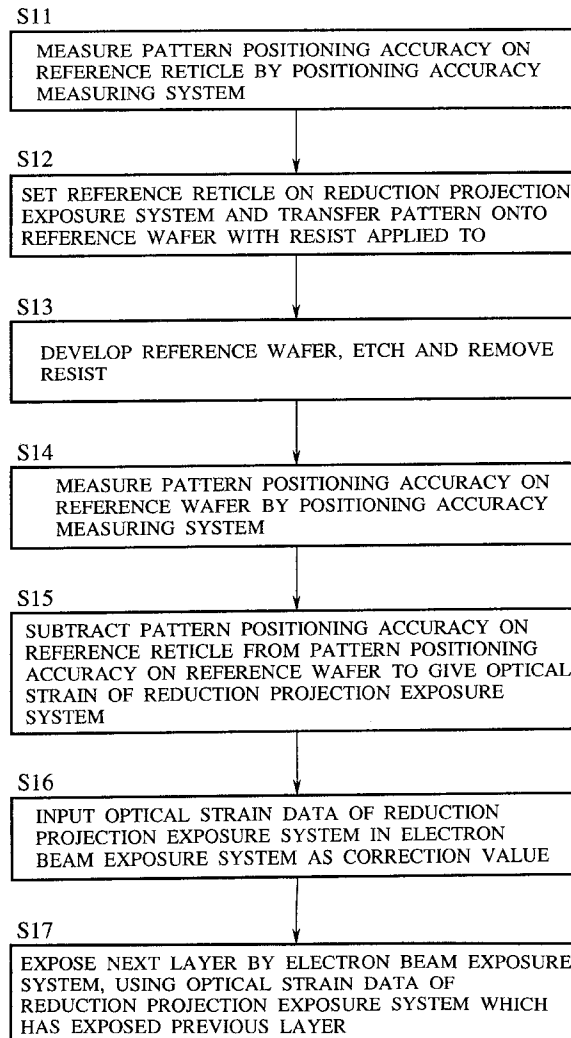 S11
MEASURE PATTERN POSITIONING ACCURACY ON
REFERENCE RETICLE BY POSITIONING ACCURACY
MEASURING SYSTEM
S12
SET REFERENCE RETICLE ON REDUCTION PROJECTION
EXPOSURE SYSTEM AND TRANSFER PATTERN ONTO
REFERENCE WAFER WITH RESIST APPLIED TO
S13
DEVELOP REFERENCE WAFER, ETCH AND REMOVE
RESIST
S14
MEASURE PATTERN POSITIONING ACCURACY ON
REFERENCE WAFER BY POSITIONING ACCURACY
MEASURING SYSTEM
S15
SUBTRACT PATTERN POSITIONING ACCURACY ON
REFERENCE RETICLE FROM PATTERN POSITIONING
ACCURACY ON REFERENCE WAFER TO GIVE OPTICAL
STRAIN OF REDUCTION PROJECTION EXPOSURE
SYSTEM
S16
INPUT OPTICAL STRAIN DATA OF REDUCTION
PROJECTION EXPOSURE SYSTEM IN ELECTRON
BEAM EXPOSURE SYSTEM AS CORRECTION VALUE
S17
EXPOSE NEXT LAYER BY ELECTRON BEAM EXPOSURE
SYSTEM, USING OPTICAL STRAIN DATA OF
REDUCTION PROJECTION EXPOSURE SYSTEM WHICH
HAS EXPOSED PREVIOUS LAYER